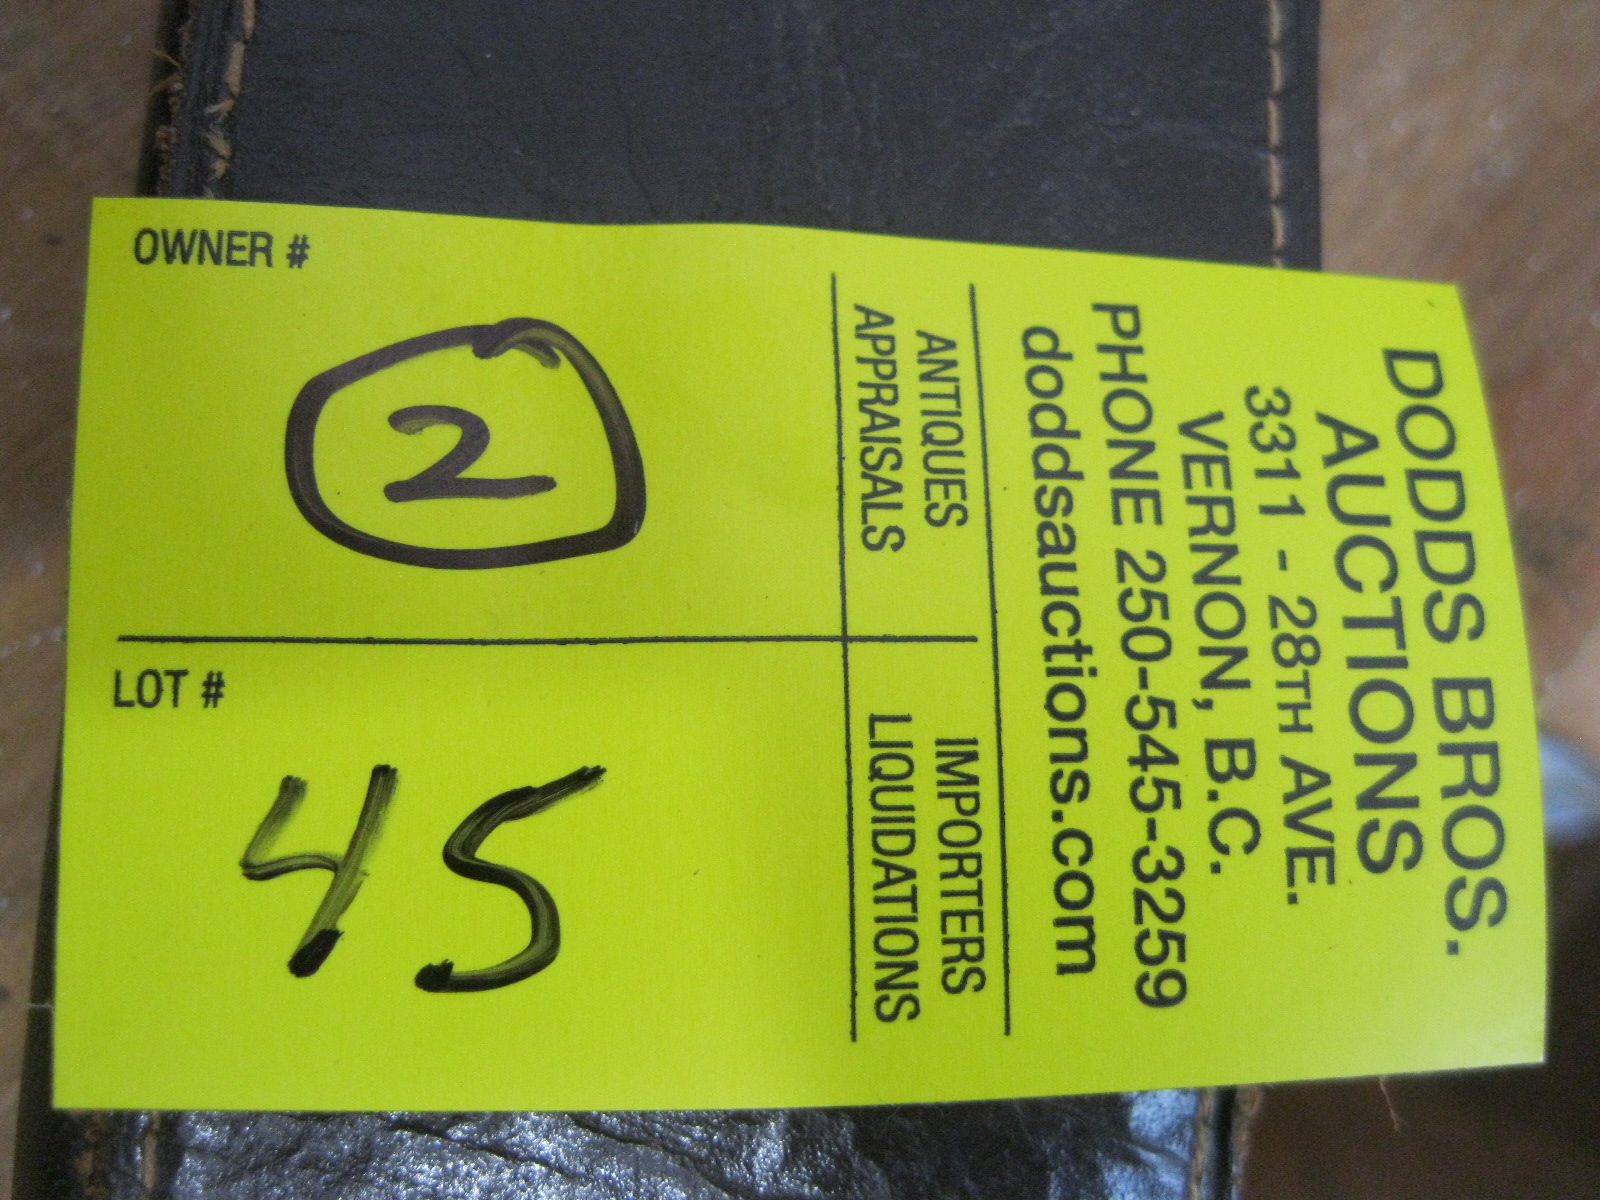 DODDS BROS.
AUCTIONS
3311 - 28TH AVE.
VERNON, B.C.
PHONE 250-545-3259
doddsauctions.com
ANTIQUES
APPRAISALS
IMPORTERS
LIQUIDATIONS
OWNER #
2
LOT #
45